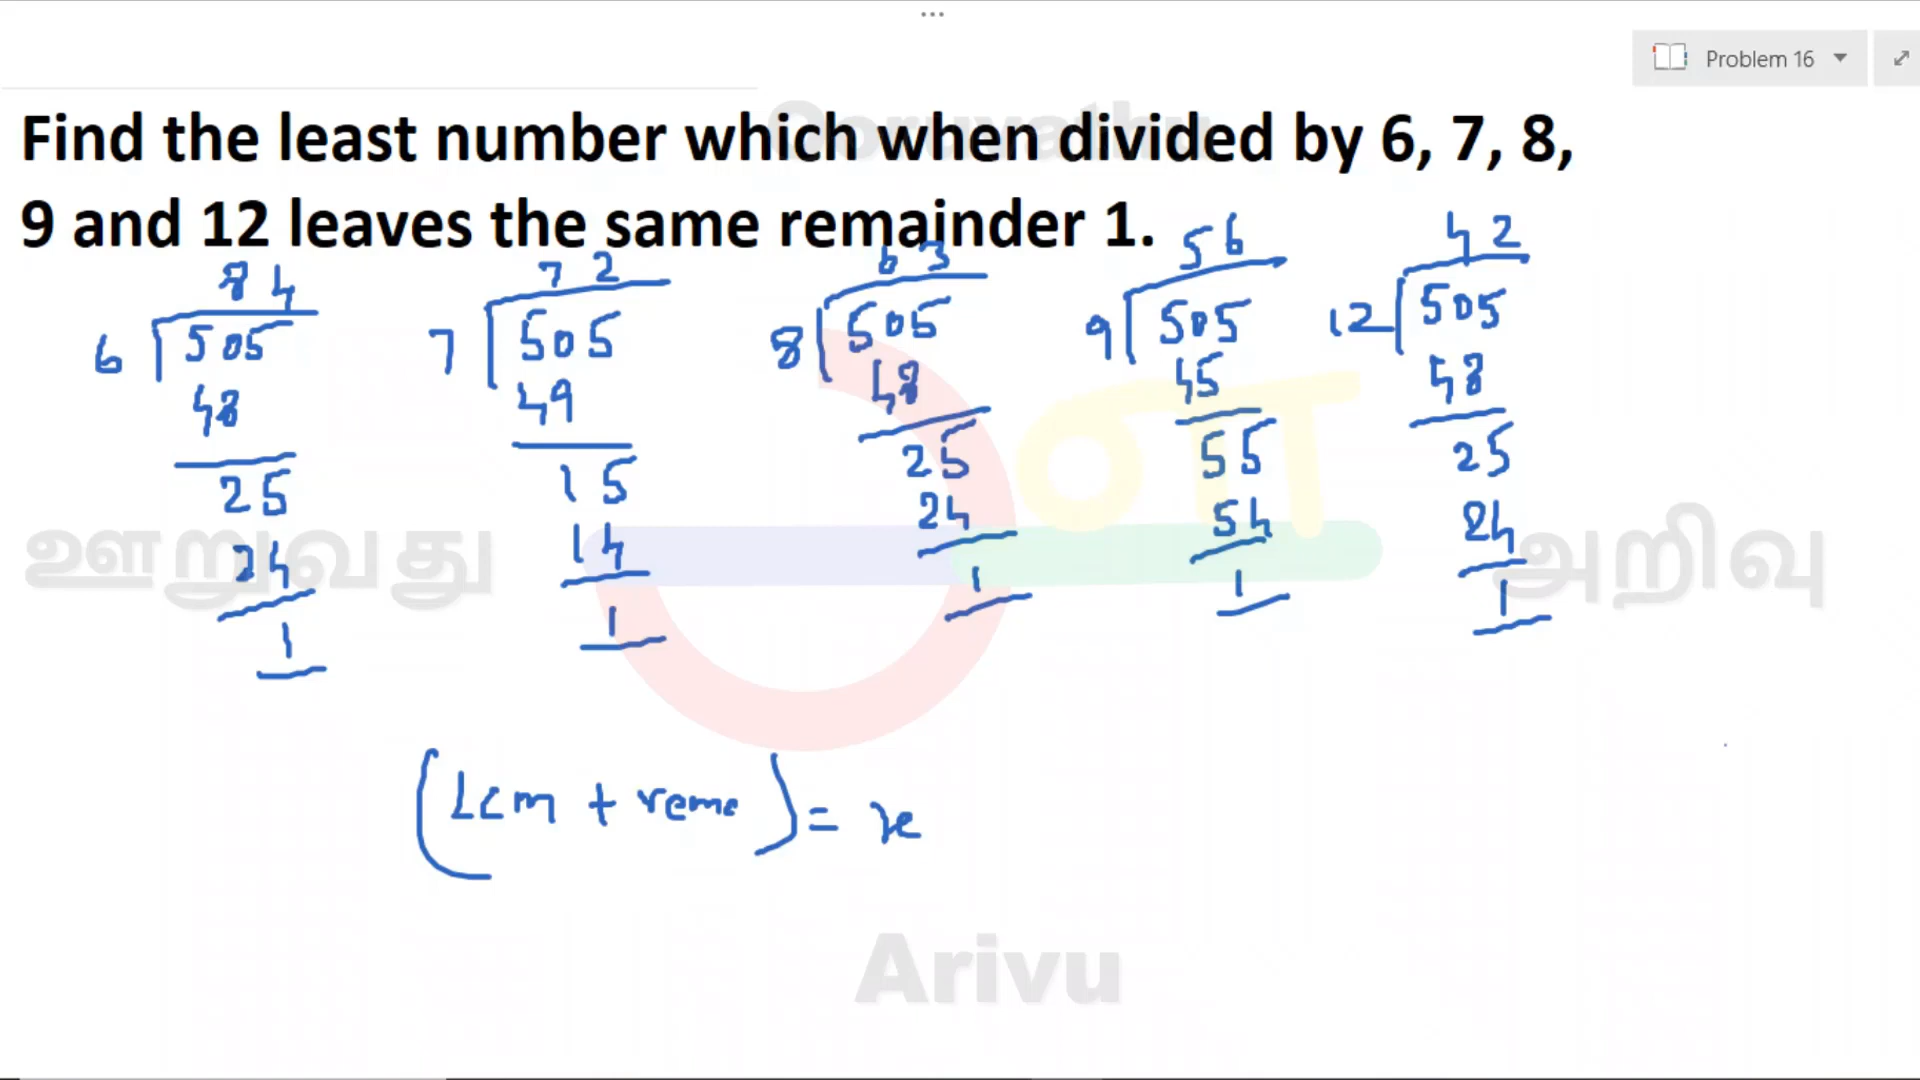 ...
Problem 16
Ooruvathu
Find the least number which when divided by 6, 7, 8,
9 and 12 leaves the same remainder 1.
84 72 63 56 42
6 505 7 505 8 505 9 505 12 505
48 49 48 45 48
25 15 25 55 25
24 14 24 54 24
1 1 1 1 1
ஊறுவது அறிவு
(Lcm + reme) = x
Arivu